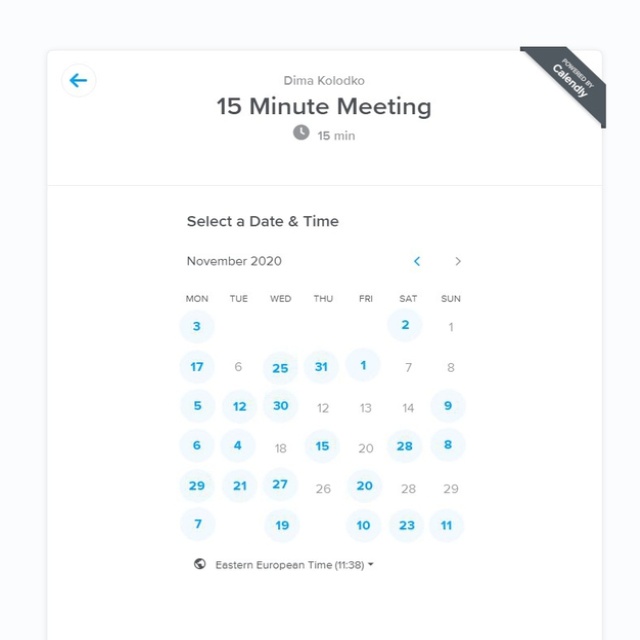 POWERED BY
Calendly
Dima Kolodko
15 Minute Meeting
15 min
Select a Date & Time
November 2020
MON TUE WED THU FRI SAT SUN
3 2 1
17 6 25 31 1 7 8
5 12 30 12 13 14 9
6 4 18 15 20 28 8
29 21 27 26 20 28 29
7 19 10 23 11
Eastern European Time (11:38)